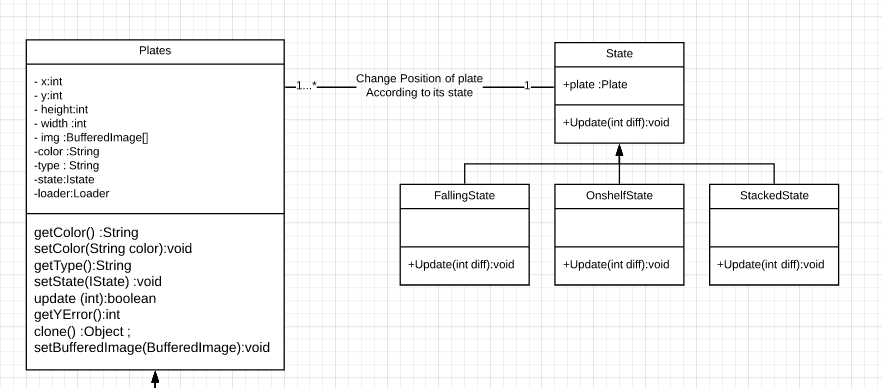 Plates
- x:int
- y:int
- height:int
- width :int
- img :BufferedImage[]
-color :String
-type : String
-state:Istate
-loader:Loader
getColor() :String
setColor(String color):void
getType():String
setState(IState) :void
update (int):boolean
getYError():int
clone() :Object ;
setBufferedImage(BufferedImage):void
1...*
Change Position of plate
According to its state
1
State
+plate :Plate
+Update(int diff):void
FallingState
+Update(int diff):void
OnshelfState
+Update(int diff):void
StackedState
+Update(int diff):void